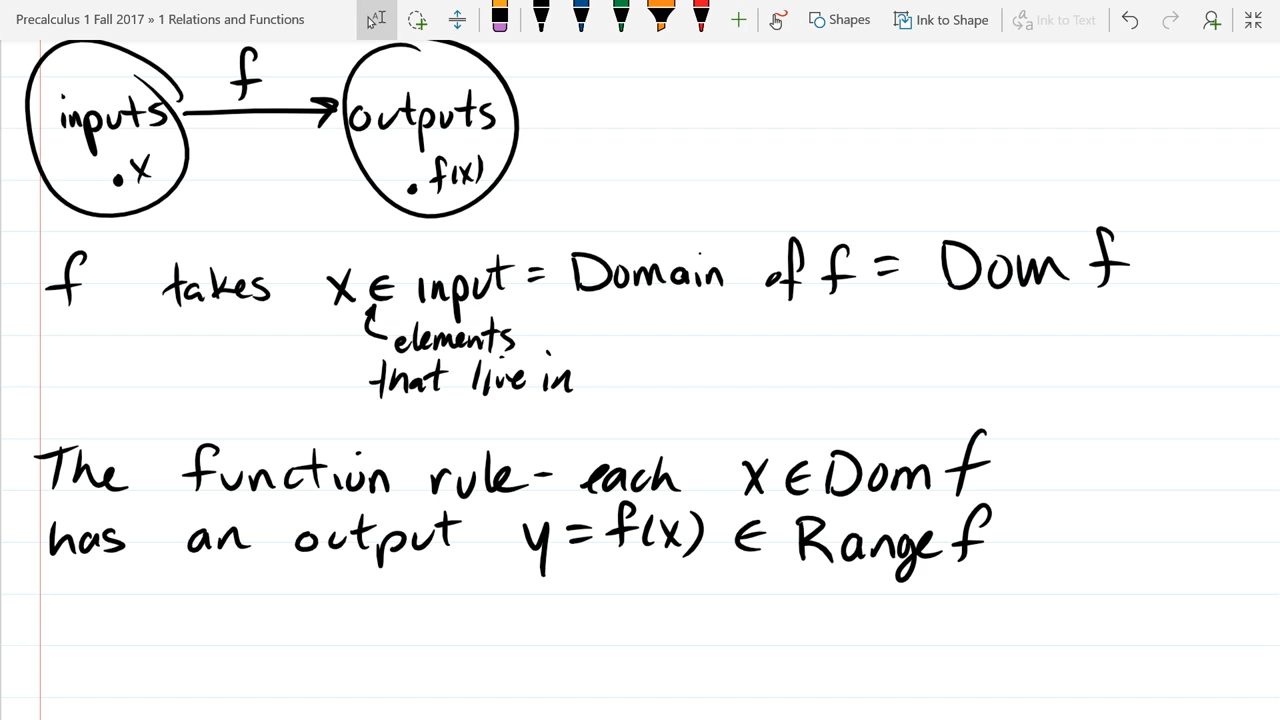 Precalculus 1 Fall 2017 » 1 Relations and Functions
Shapes
Ink to Shape
Ink to Text
f
inputs
outputs
.x
.f(x)
f takes x ∈ input = Domain of f = Dom f
elements
that live in
The function rule - each x ∈ Dom f
has an output y = f(x) ∈ Range f